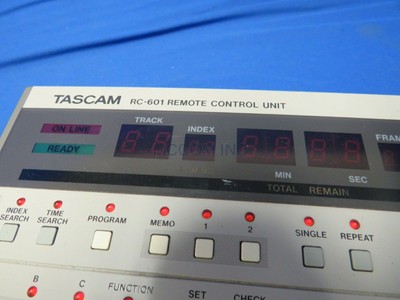 TASCAM RC-601 REMOTE CONTROL UNIT
TRACK INDEX FRAM
ON LINE
READY
MIN SEC
TOTAL REMAIN
INDEX SEARCH
TIME SEARCH
PROGRAM
MEMO
1
2
SINGLE
REPEAT
B
C
FUNCTION
SET
CHECK